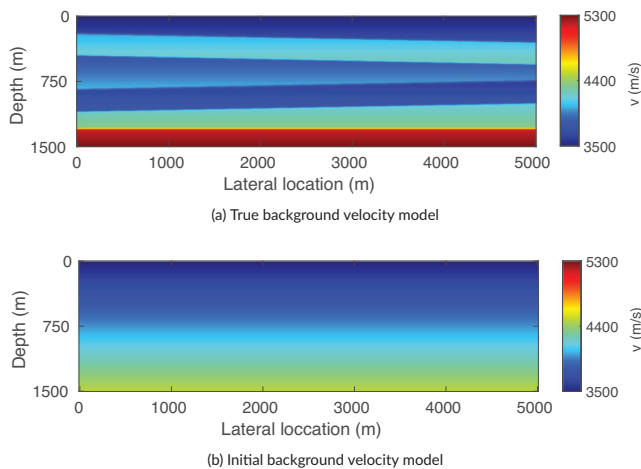 0
750
1500
Depth (m)
0 1000 2000 3000 4000 5000
Lateral location (m)
5300
4400
3500
v (m/s)
(a) True background velocity model
0
750
1500
Depth (m)
0 1000 2000 3000 4000 5000
Lateral loccation (m)
5300
4400
3500
v (m/s)
(b) Initial background velocity model